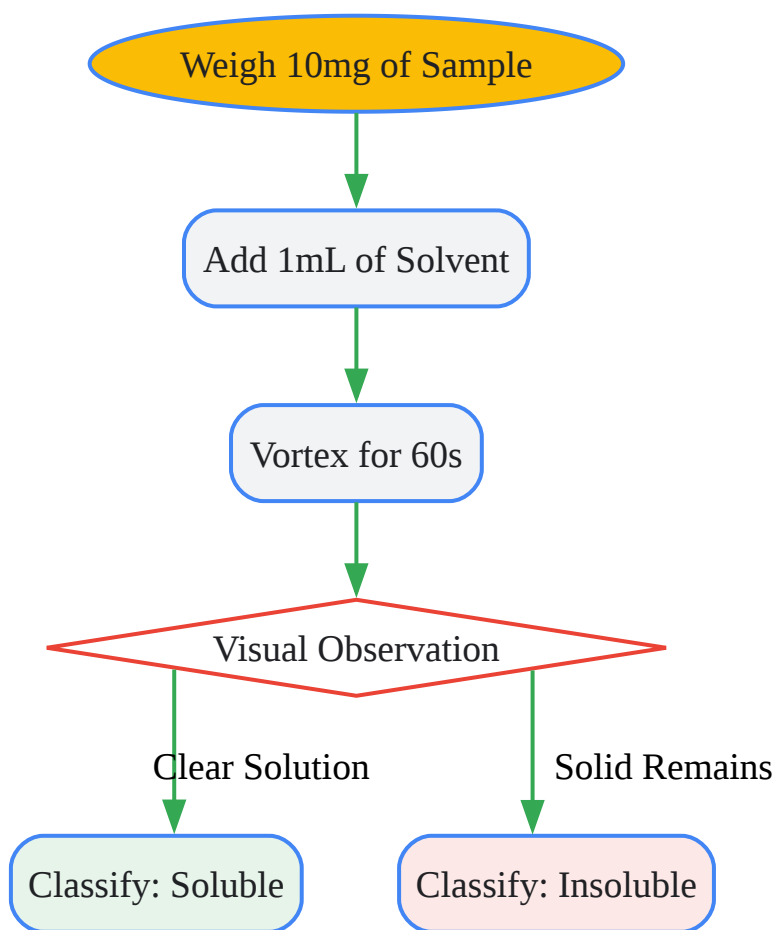 Weigh 10mg of Sample
Add 1mL of Solvent
Vortex for 60s
Visual Observation
Clear Solution
Solid Remains
Classify: Soluble
Classify: Insoluble